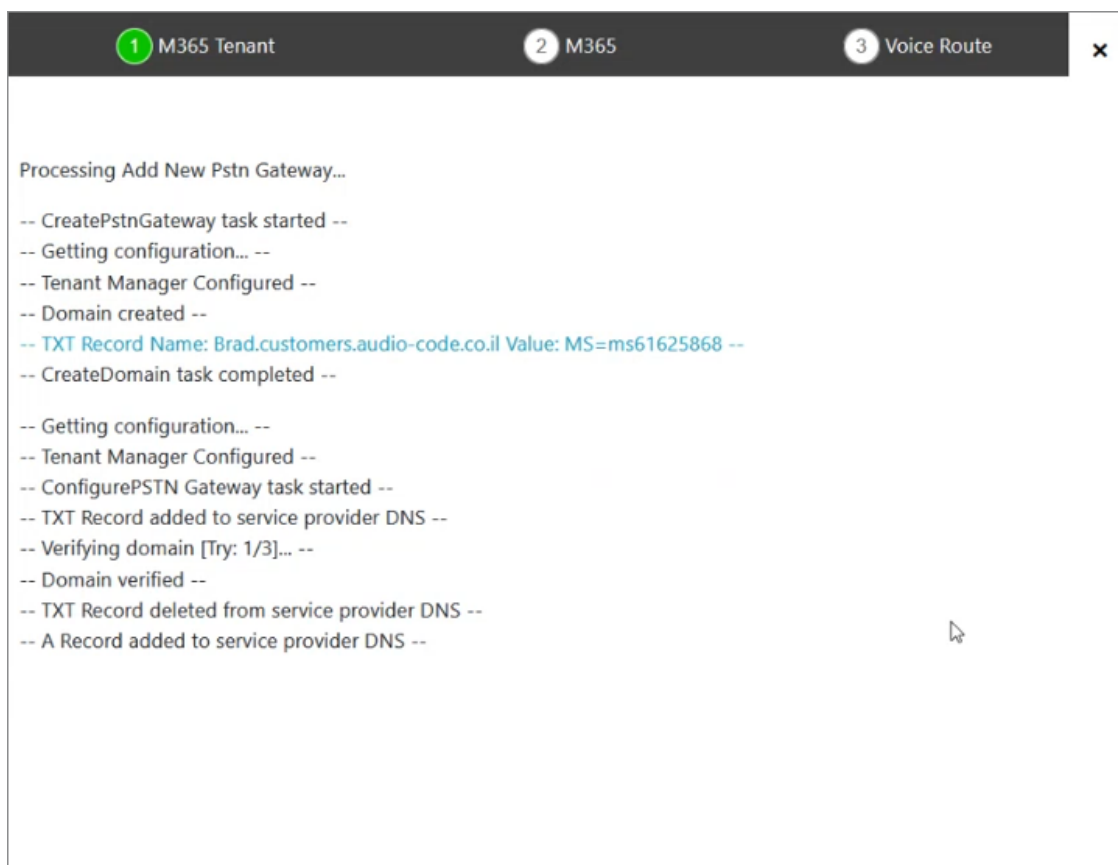 1 M365 Tenant
2 M365
3 Voice Route
×
Processing Add New Pstn Gateway...
-- CreatePstnGateway task started --
-- Getting configuration... --
-- Tenant Manager Configured --
-- Domain created --
-- TXT Record Name: Brad.customers.audio-code.co.il Value: MS=ms61625868 --
-- CreateDomain task completed --
-- Getting configuration... --
-- Tenant Manager Configured --
-- ConfigurePSTN Gateway task started --
-- TXT Record added to service provider DNS --
-- Verifying domain [Try: 1/3]... --
-- Domain verified --
-- TXT Record deleted from service provider DNS --
-- A Record added to service provider DNS --